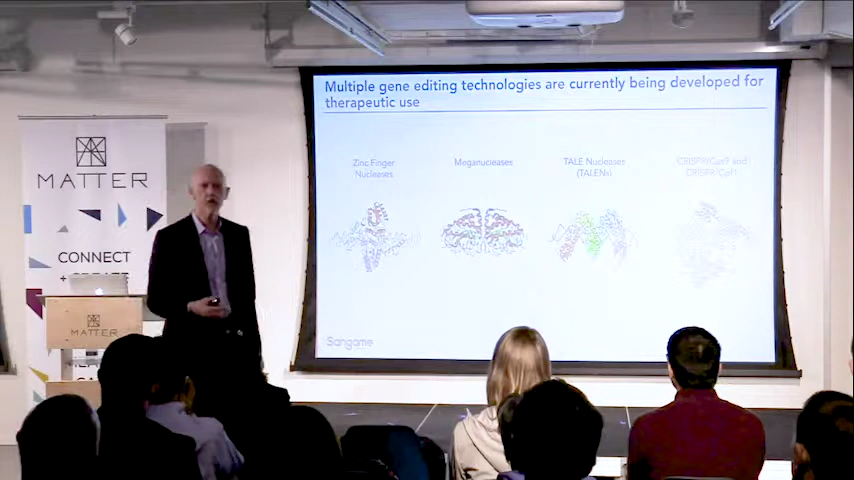 Multiple gene editing technologies are currently being developed for
therapeutic use
Zinc Finger
Nucleases
Meganucleases
TALE Nucleases
(TALENs)
CRISPR/Cas9 and
CRISPR/Cpf1
Sangamo
MATTER
CONNECT
+ CREATE
MATTER